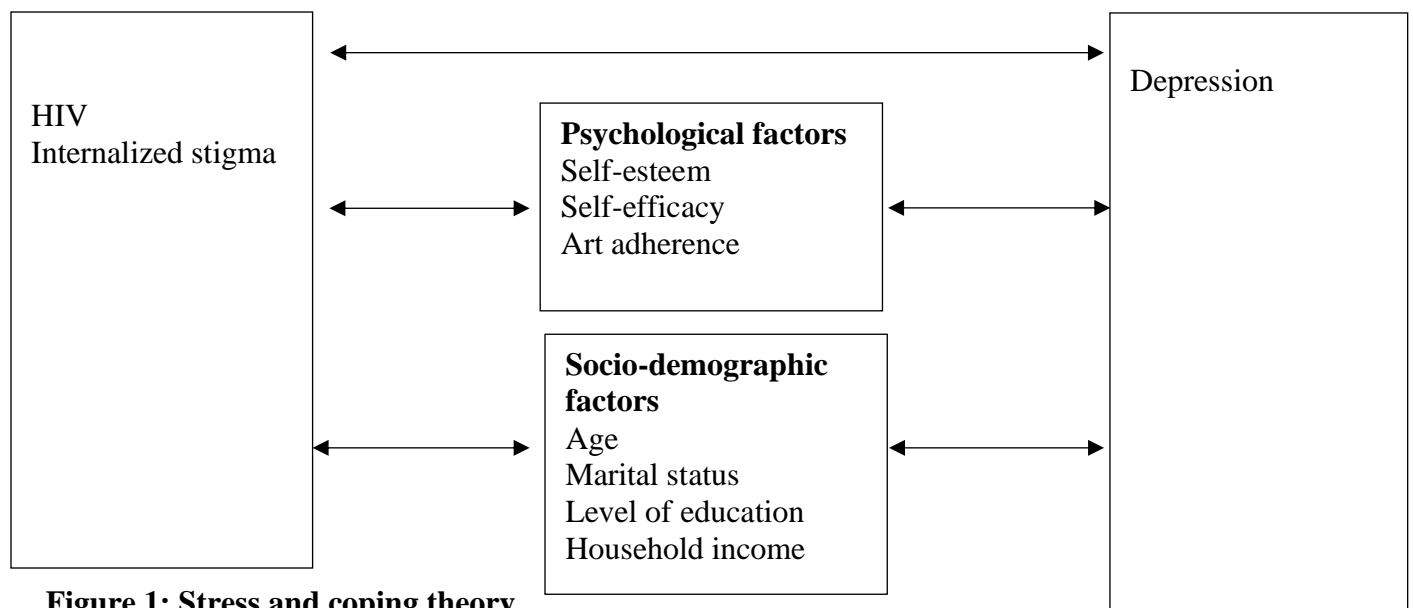 HIV
Internalized stigma
Psychological factors
Self-esteem
Self-efficacy
Art adherence
Socio-demographic
factors
Age
Marital status
Level of education
Household income
Depression
Figure 1: Stress and coping theory